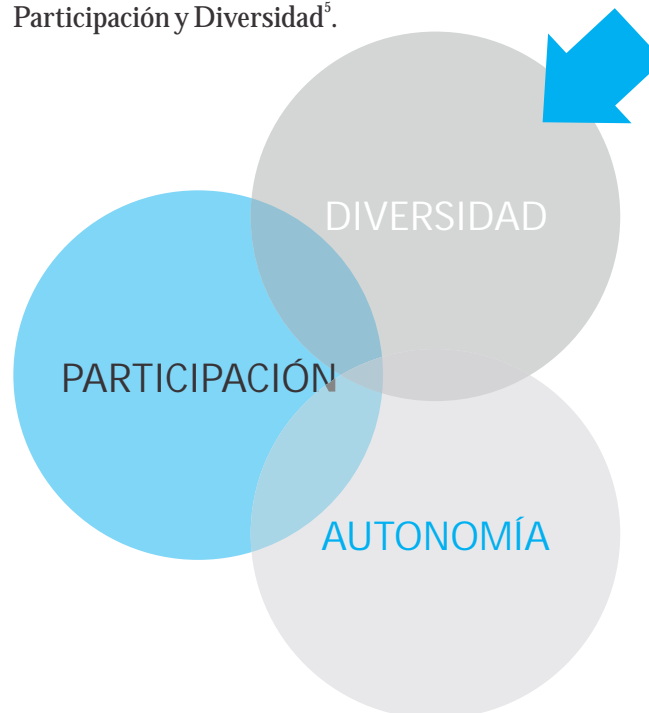 Participación y Diversidad⁵.
DIVERSIDAD
PARTICIPACIÓN
AUTONOMÍA